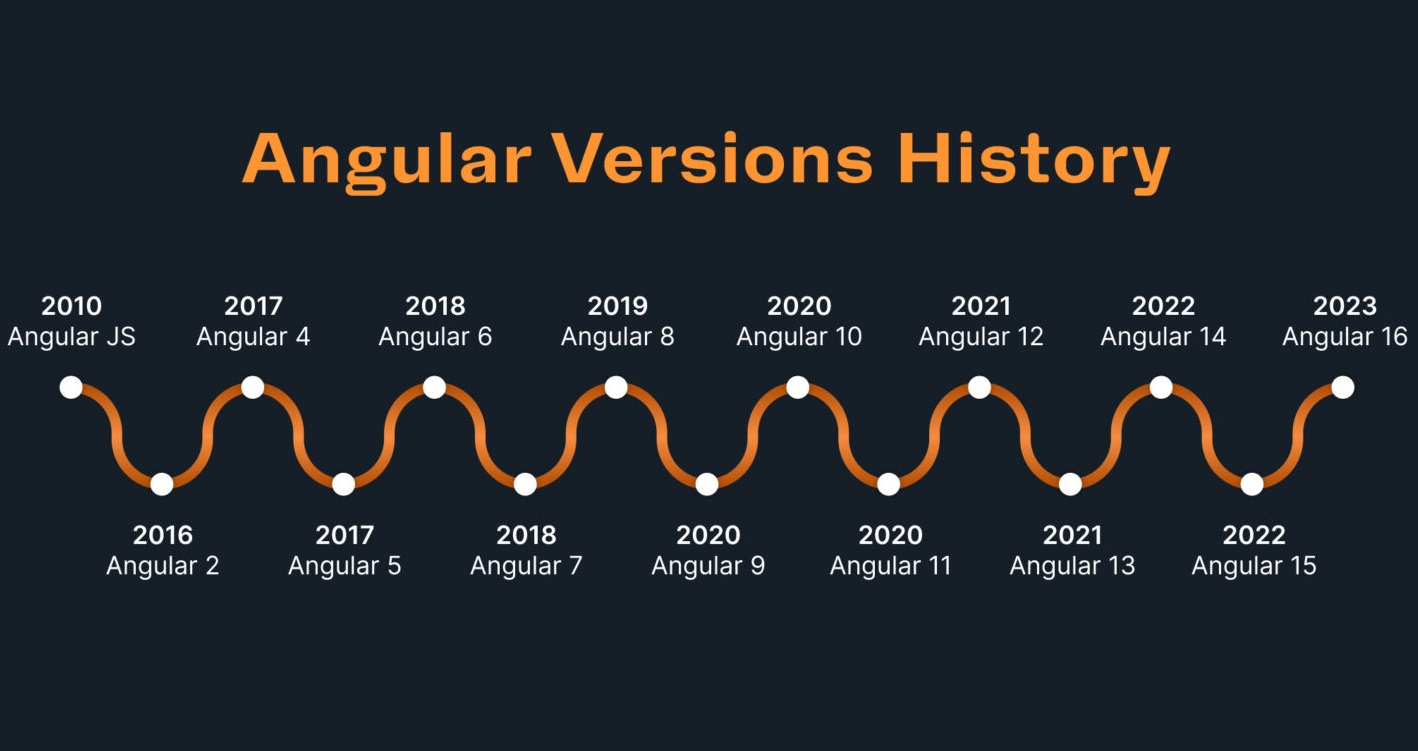 Angular Versions History
2010
Angular JS
2016
Angular 2
2017
Angular 4
2017
Angular 5
2018
Angular 6
2018
Angular 7
2019
Angular 8
2020
Angular 9
2020
Angular 10
2020
Angular 11
2021
Angular 12
2021
Angular 13
2022
Angular 14
2022
Angular 15
2023
Angular 16